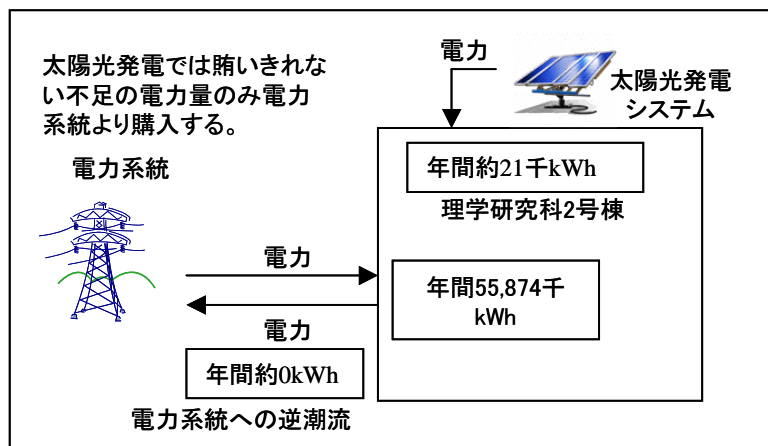 太陽光発電では賄いきれな
い不足の電力量のみ電力
系統より購入する。
電力
太陽光発電
システム
電力系統
年間約21千kWh
理学研究科2号棟
電力
年間55,874千
kWh
電力
年間約0kWh
電力系統への逆潮流